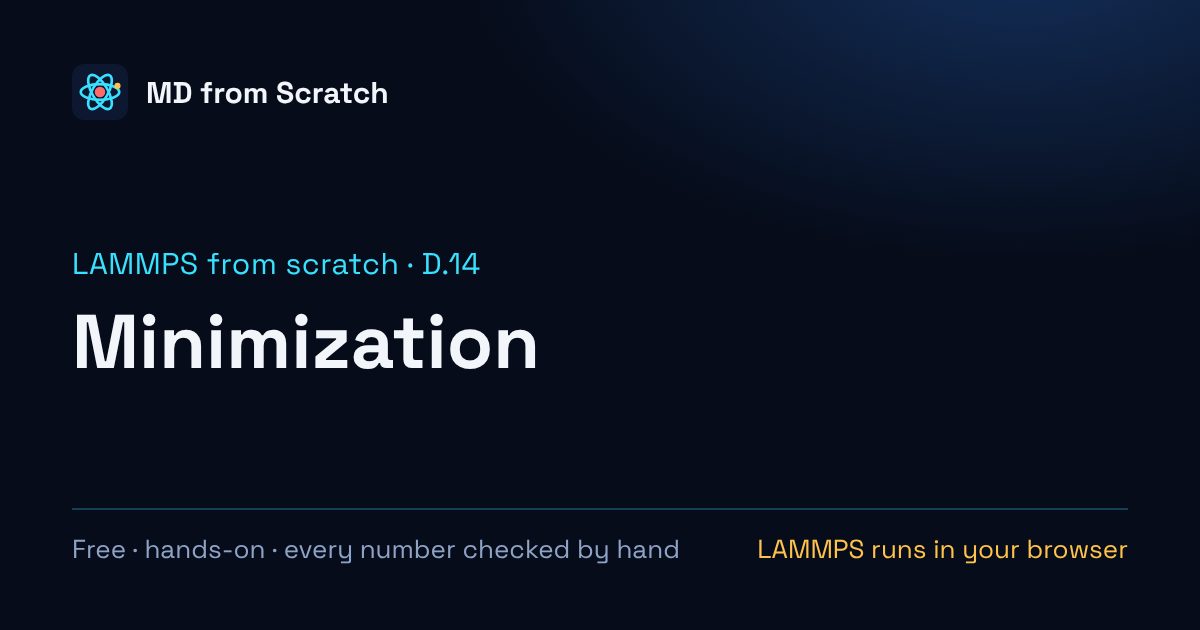 MD from Scratch
LAMMPS from scratch · D.14
Minimization
Free · hands-on · every number checked by hand
LAMMPS runs in your browser